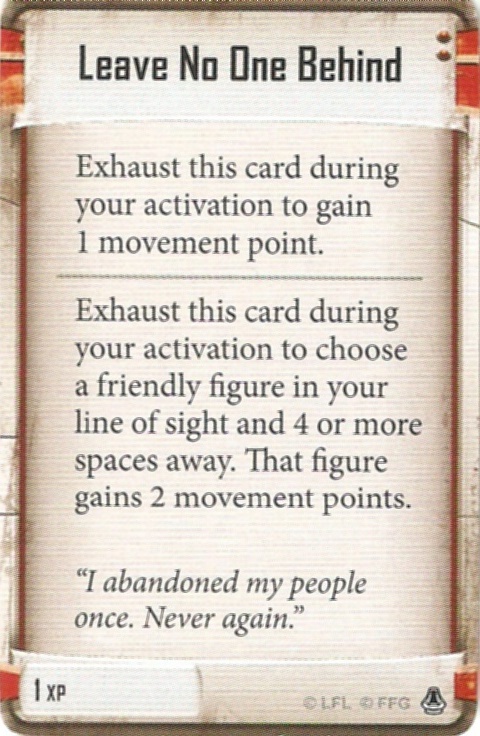 Leave No One Behind
Exhaust this card during
your activation to gain
1 movement point.
Exhaust this card during
your activation to choose
a friendly figure in your
line of sight and 4 or more
spaces away. That figure
gains 2 movement points.
“I abandoned my people
once. Never again.”
1 XP
© LFL © FFG